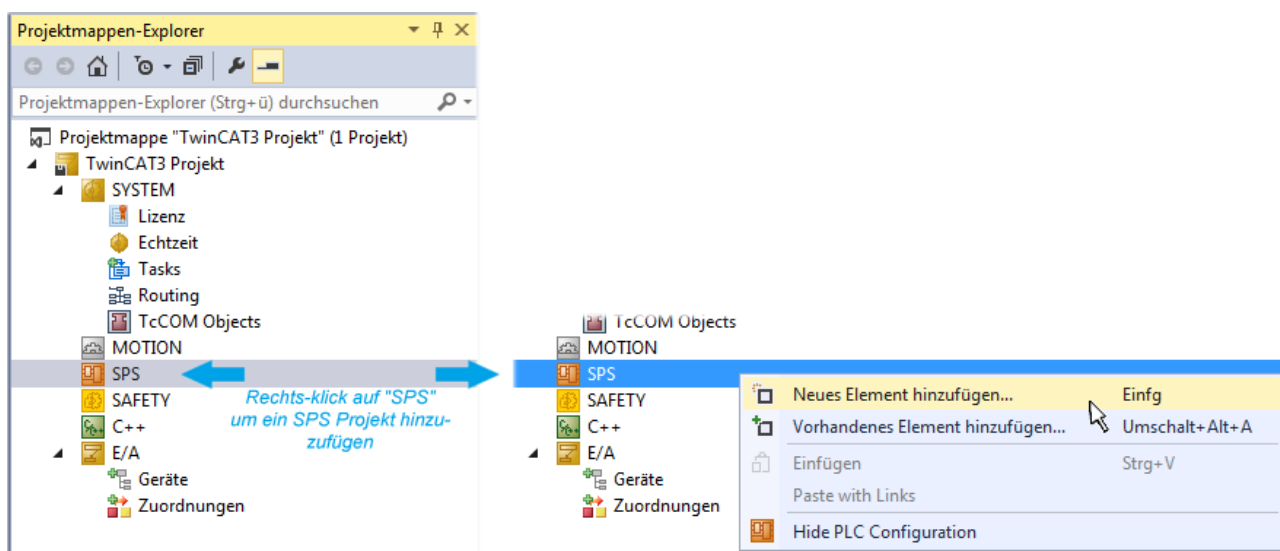 Projektmappen-Explorer
Projektmappen-Explorer (Strg+ü) durchsuchen
Projektmappe "TwinCAT3 Projekt" (1 Projekt)
TwinCAT3 Projekt
SYSTEM
Lizenz
Echtzeit
Tasks
Routing
TcCOM Objects
MOTION
SPS
SAFETY
C++
E/A
Geräte
Zuordnungen
Rechts-klick auf "SPS"
um ein SPS Projekt hinzu-
zufügen
TcCOM Objects
MOTION
SPS
SAFETY
C++
E/A
Geräte
Zuordnungen
Neues Element hinzufügen... Einfg
Vorhandenes Element hinzufügen... Umschalt+Alt+A
Einfügen Strg+V
Paste with Links
Hide PLC Configuration